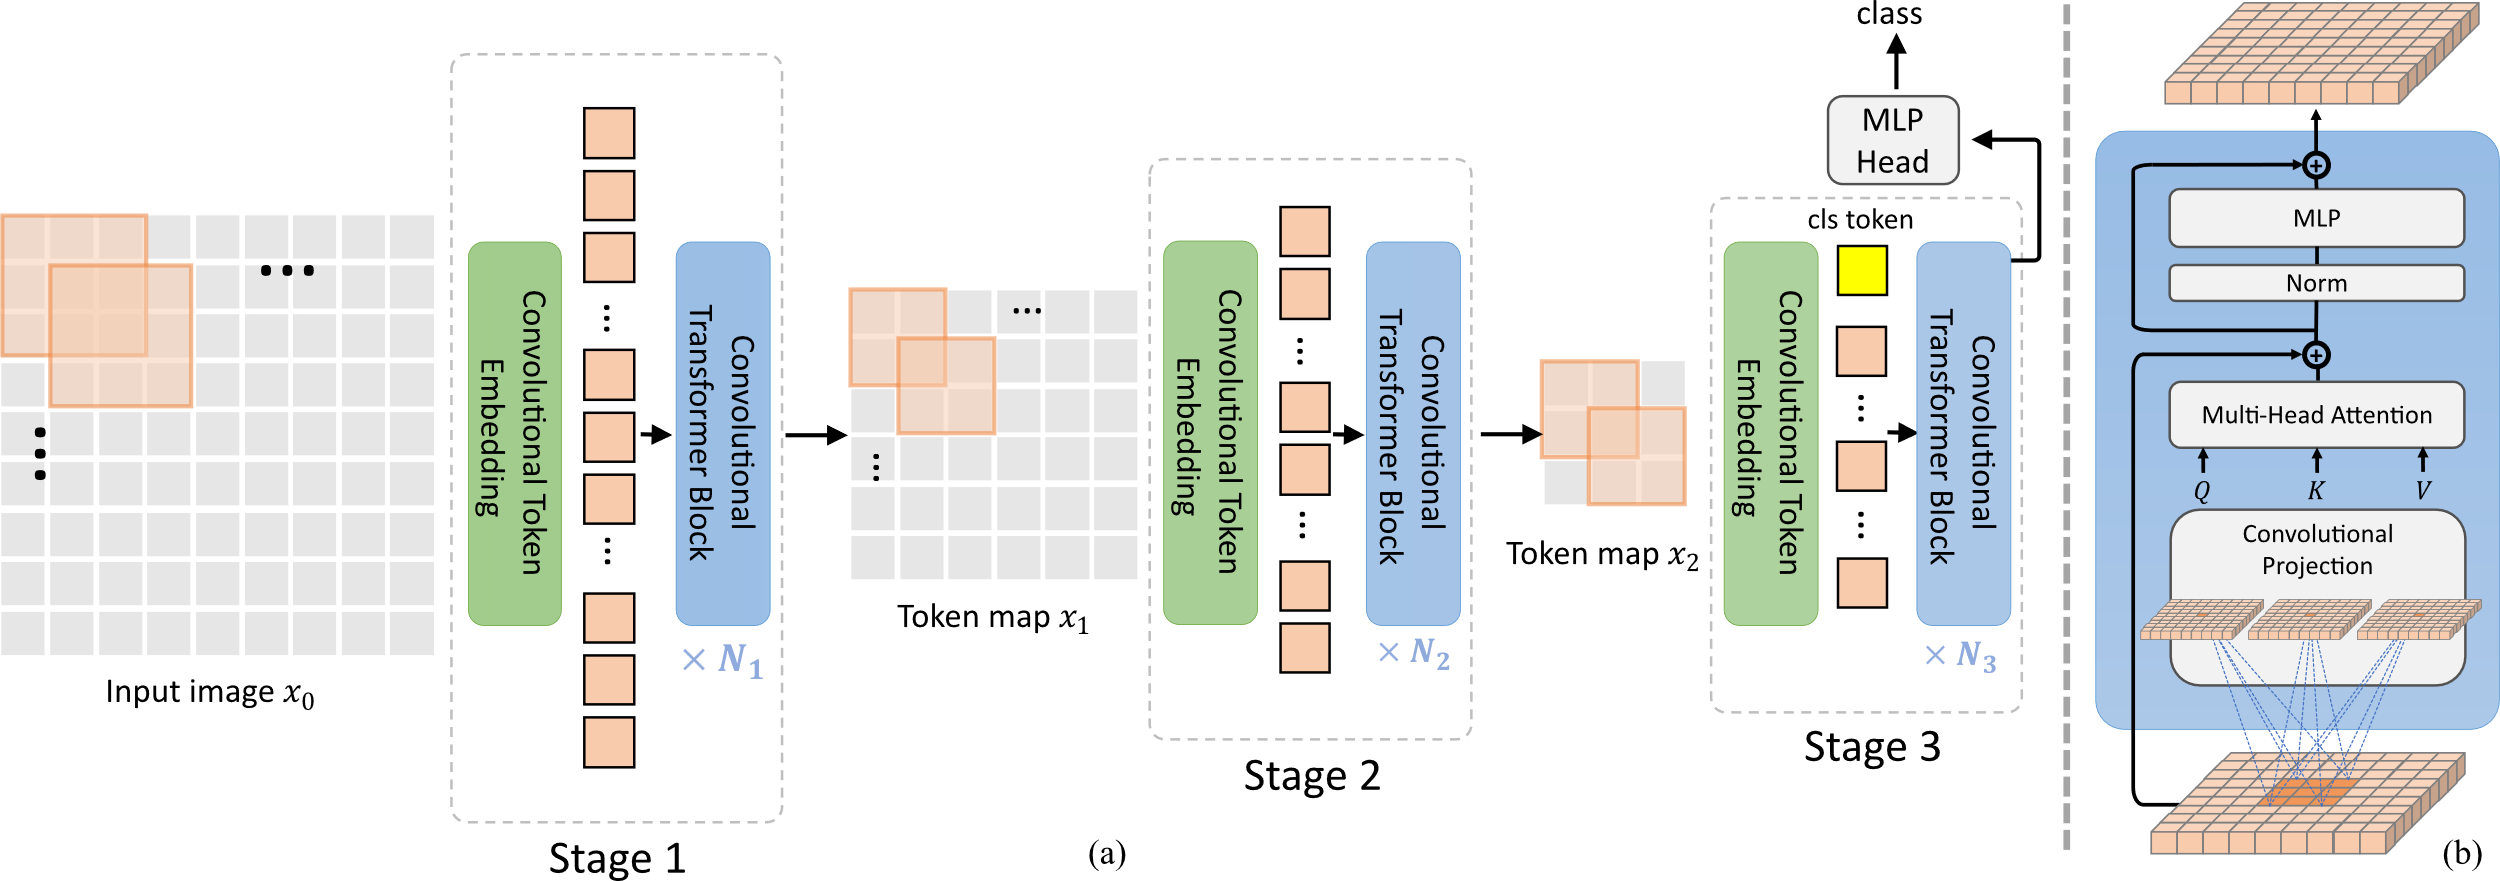 Input image x₀
Convolutional Token
Embedding
Convolutional
Transformer Block
× N₁
Stage 1
Token map x₁
Convolutional Token
Embedding
Convolutional
Transformer Block
× N₂
Stage 2
Token map x₂
class
MLP
Head
cls token
Convolutional Token
Embedding
Convolutional
Transformer Block
× N₃
Stage 3
(a)
MLP
Norm
Multi-Head Attention
Q K V
Convolutional
Projection
(b)